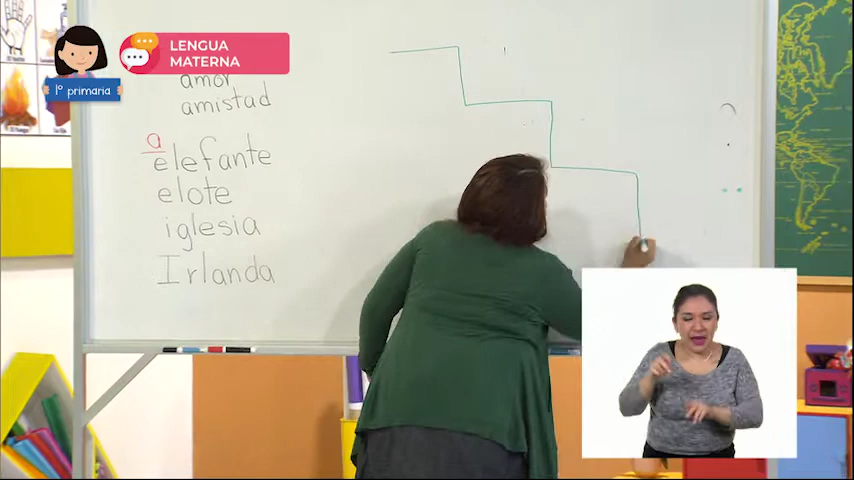 LENGUA
MATERNA
1° primaria
amor
amistad
a
elefante
elote
iglesia
Irlanda